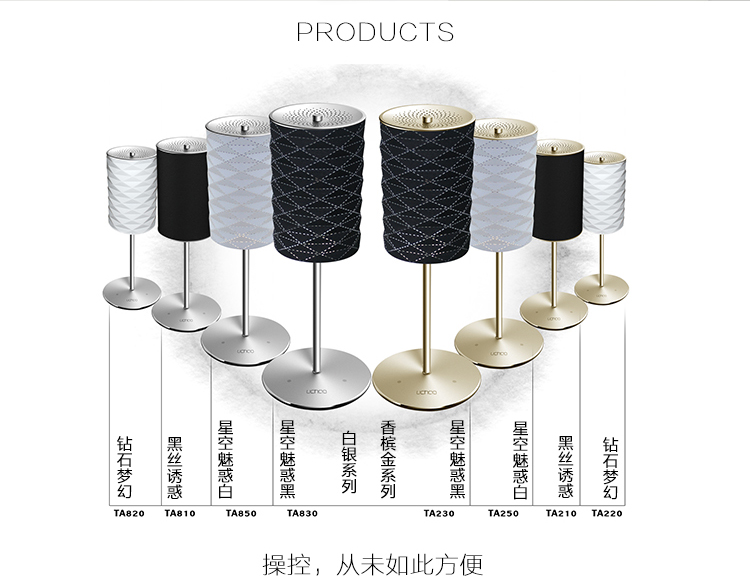 PRODUCTS
钻石梦幻
黑丝诱惑
星空魅惑白
星空魅惑黑
白银系列
香槟金系列
星空魅惑黑
星空魅惑白
黑丝诱惑
钻石梦幻
TA820 TA810 TA850 TA830 TA230 TA250 TA210 TA220
操控，从未如此方便